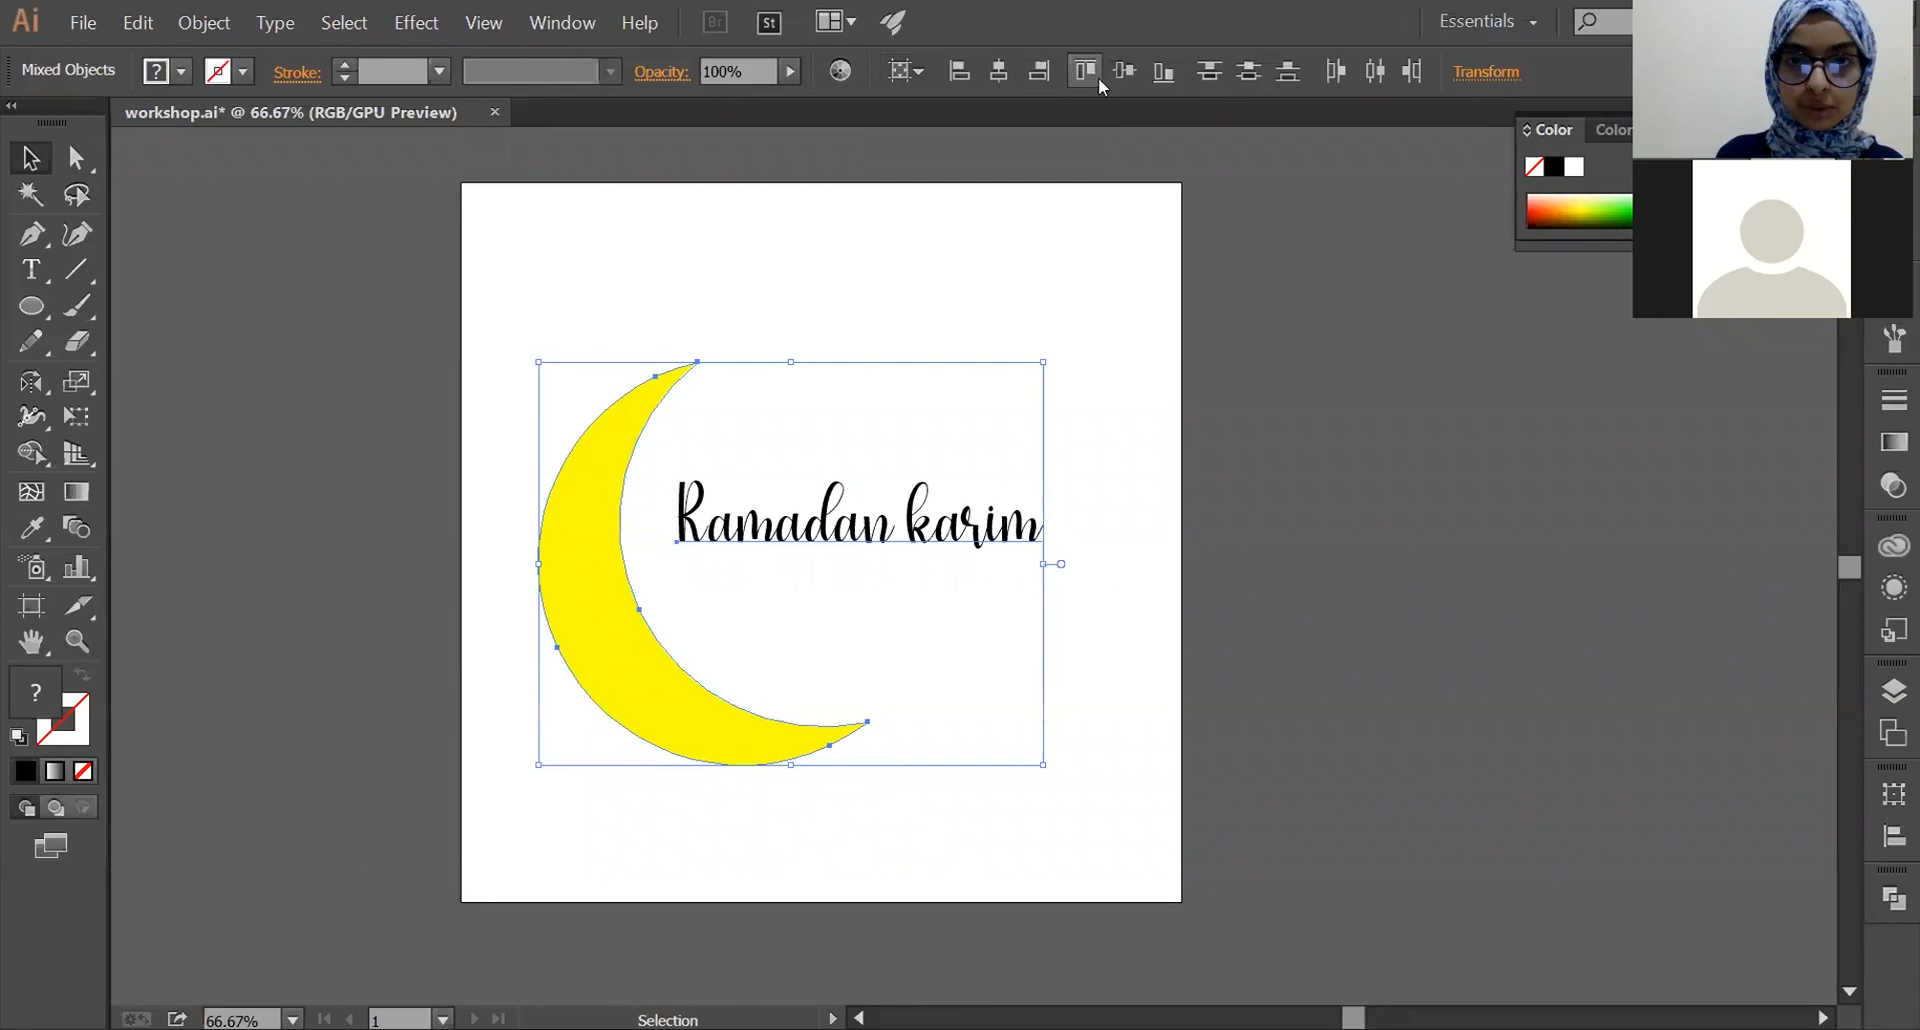 Ai File Edit Object Type Select Effect View Window Help Br St Essentials
Mixed Objects ? Stroke: Opacity: 100% Transform
workshop.ai* @ 66.67% (RGB/GPU Preview) ×
Color Color
T
Ramadan karim
?
66.67% 1 Selection